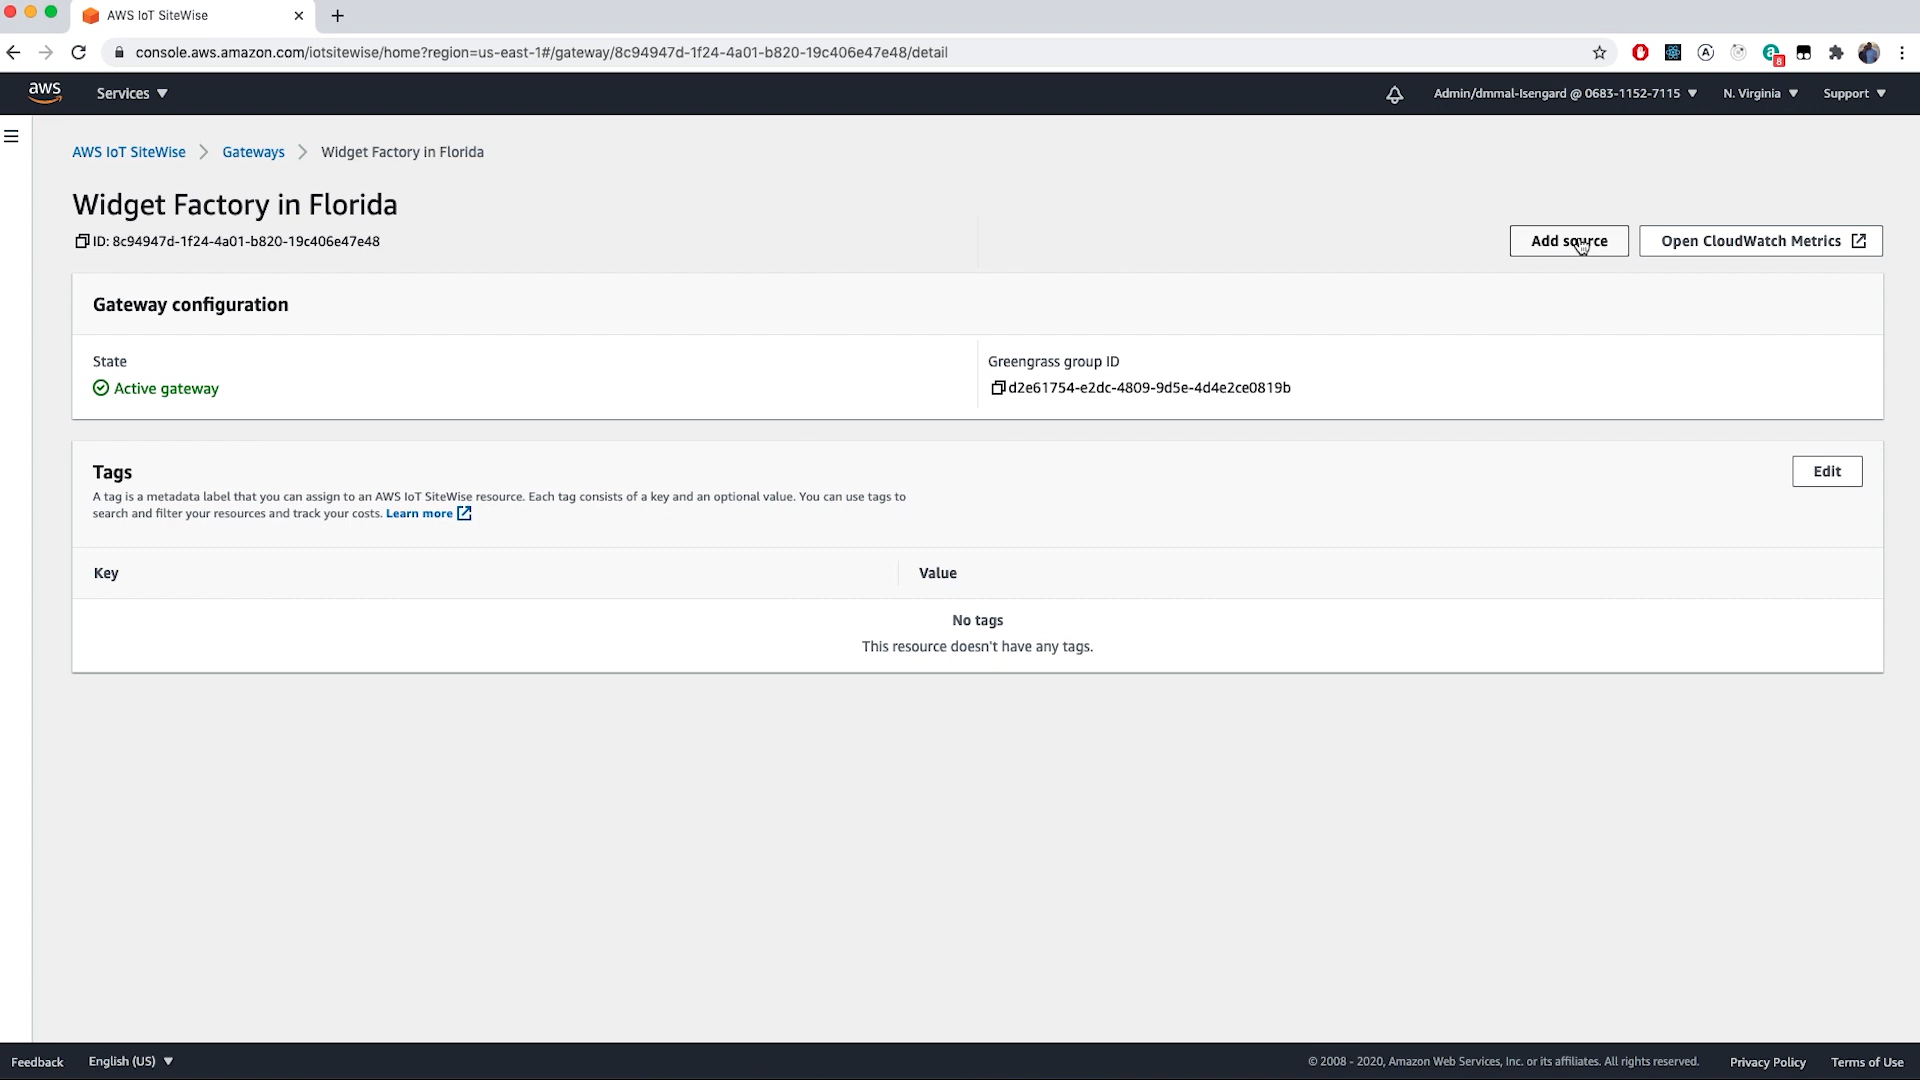 AWS IoT SiteWise
console.aws.amazon.com/iotsitewise/home?region=us-east-1#/gateway/8c94947d-1f24-4a01-b820-19c406e47e48/detail
8
aws Services Admin/dmmal-Isengard @ 0683-1152-7115 N. Virginia Support
AWS IoT SiteWise Gateways Widget Factory in Florida
Widget Factory in Florida
ID: 8c94947d-1f24-4a01-b820-19c406e47e48
Add source Open CloudWatch Metrics
Gateway configuration
State Greengrass group ID
Active gateway d2e61754-e2dc-4809-9d5e-4d4e2ce0819b
Tags Edit
A tag is a metadata label that you can assign to an AWS IoT SiteWise resource. Each tag consists of a key and an optional value. You can use tags to
search and filter your resources and track your costs. Learn more
Key Value
No tags
This resource doesn't have any tags.
Feedback English (US) © 2008 - 2020, Amazon Web Services, Inc. or its affiliates. All rights reserved. Privacy Policy Terms of Use